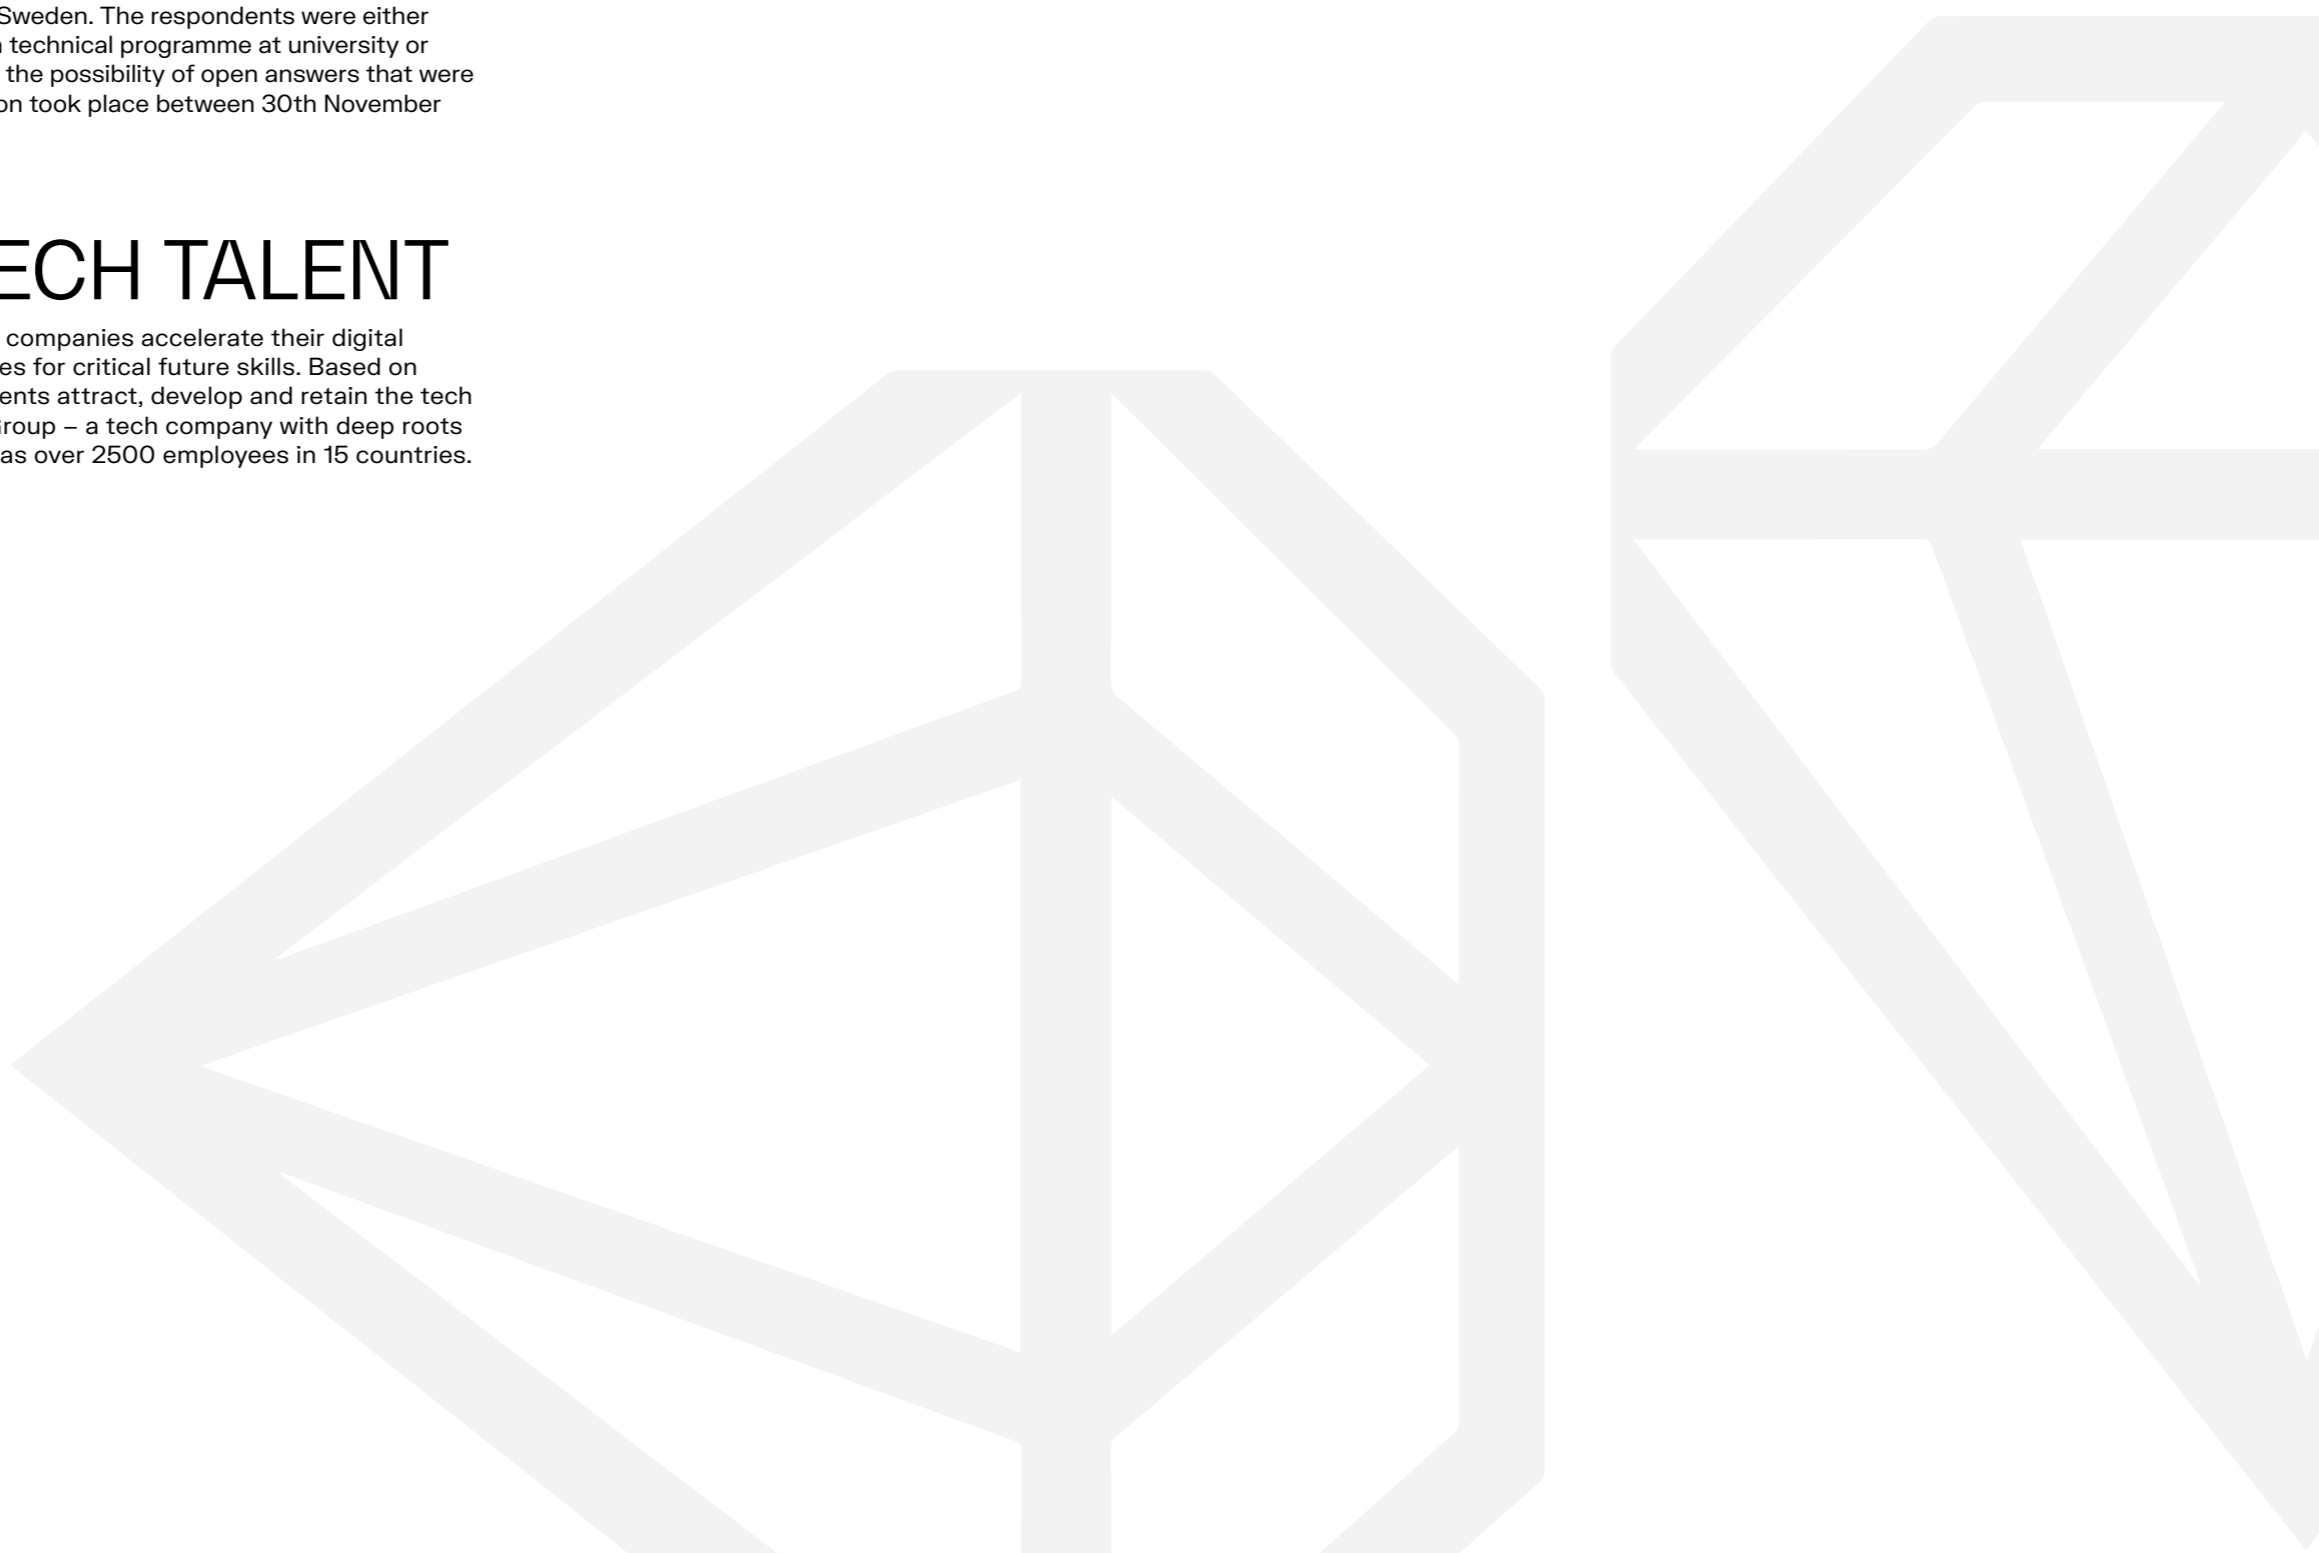 Sweden. The respondents were either
technical programme at university or
the possibility of open answers that were
on took place between 30th November
ECH TALENT
companies accelerate their digital
es for critical future skills. Based on
ents attract, develop and retain the tech
Group – a tech company with deep roots
as over 2500 employees in 15 countries.